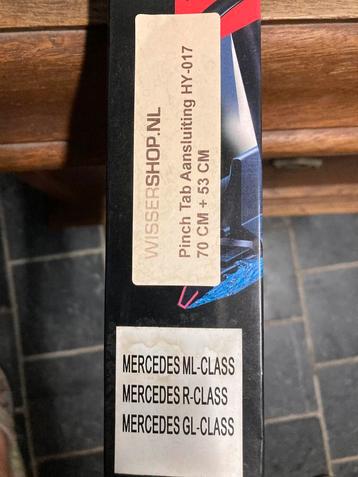 WISSERSHOP.NL
Pinch Tab Aansluiting HY-017
70 CM + 53 CM
MERCEDES ML-CLASS
MERCEDES R-CLASS
MERCEDES GL-CLASS